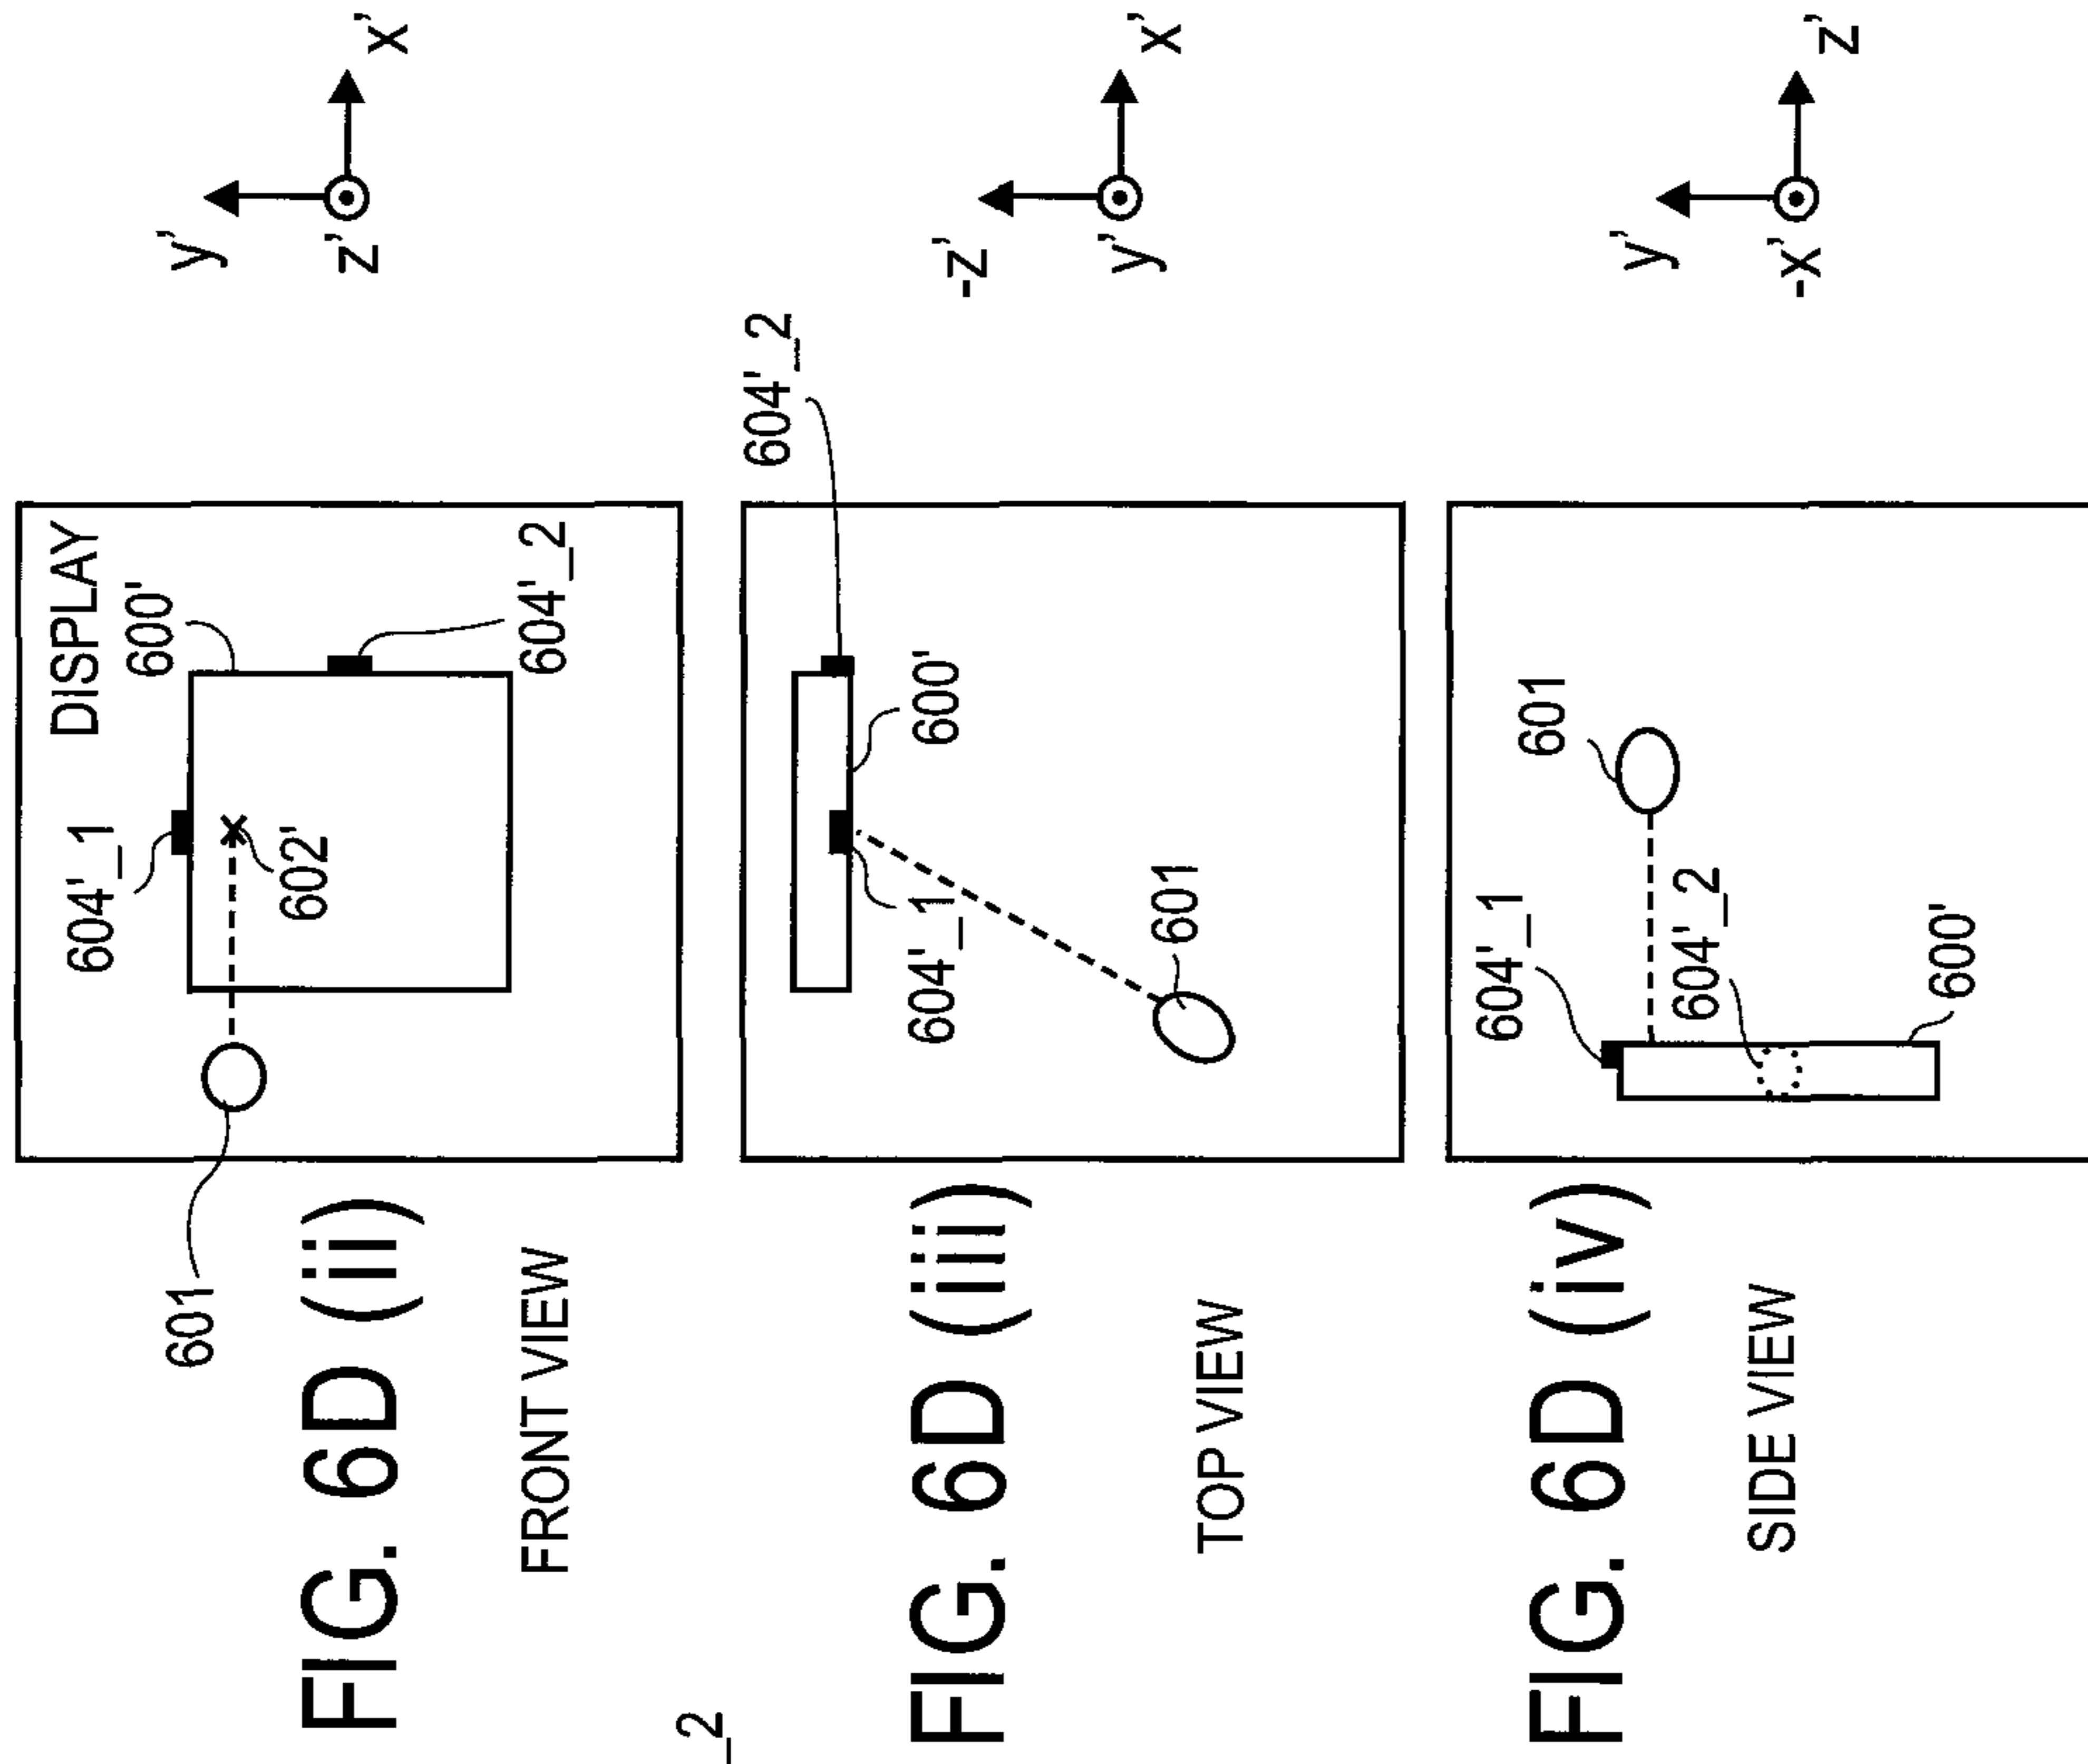 FIG. 6D (ii)
FRONT VIEW
601
DISPLAY
604'_1
600'
602'
604'_2
y'
z'
x'
_2
FIG. 6D (iii)
TOP VIEW
604'_2
600'
604'_1
601
-z'
y'
x'
FIG. 6D (iv)
SIDE VIEW
604'_1
601
604'_2
600'
y'
-x'
z'